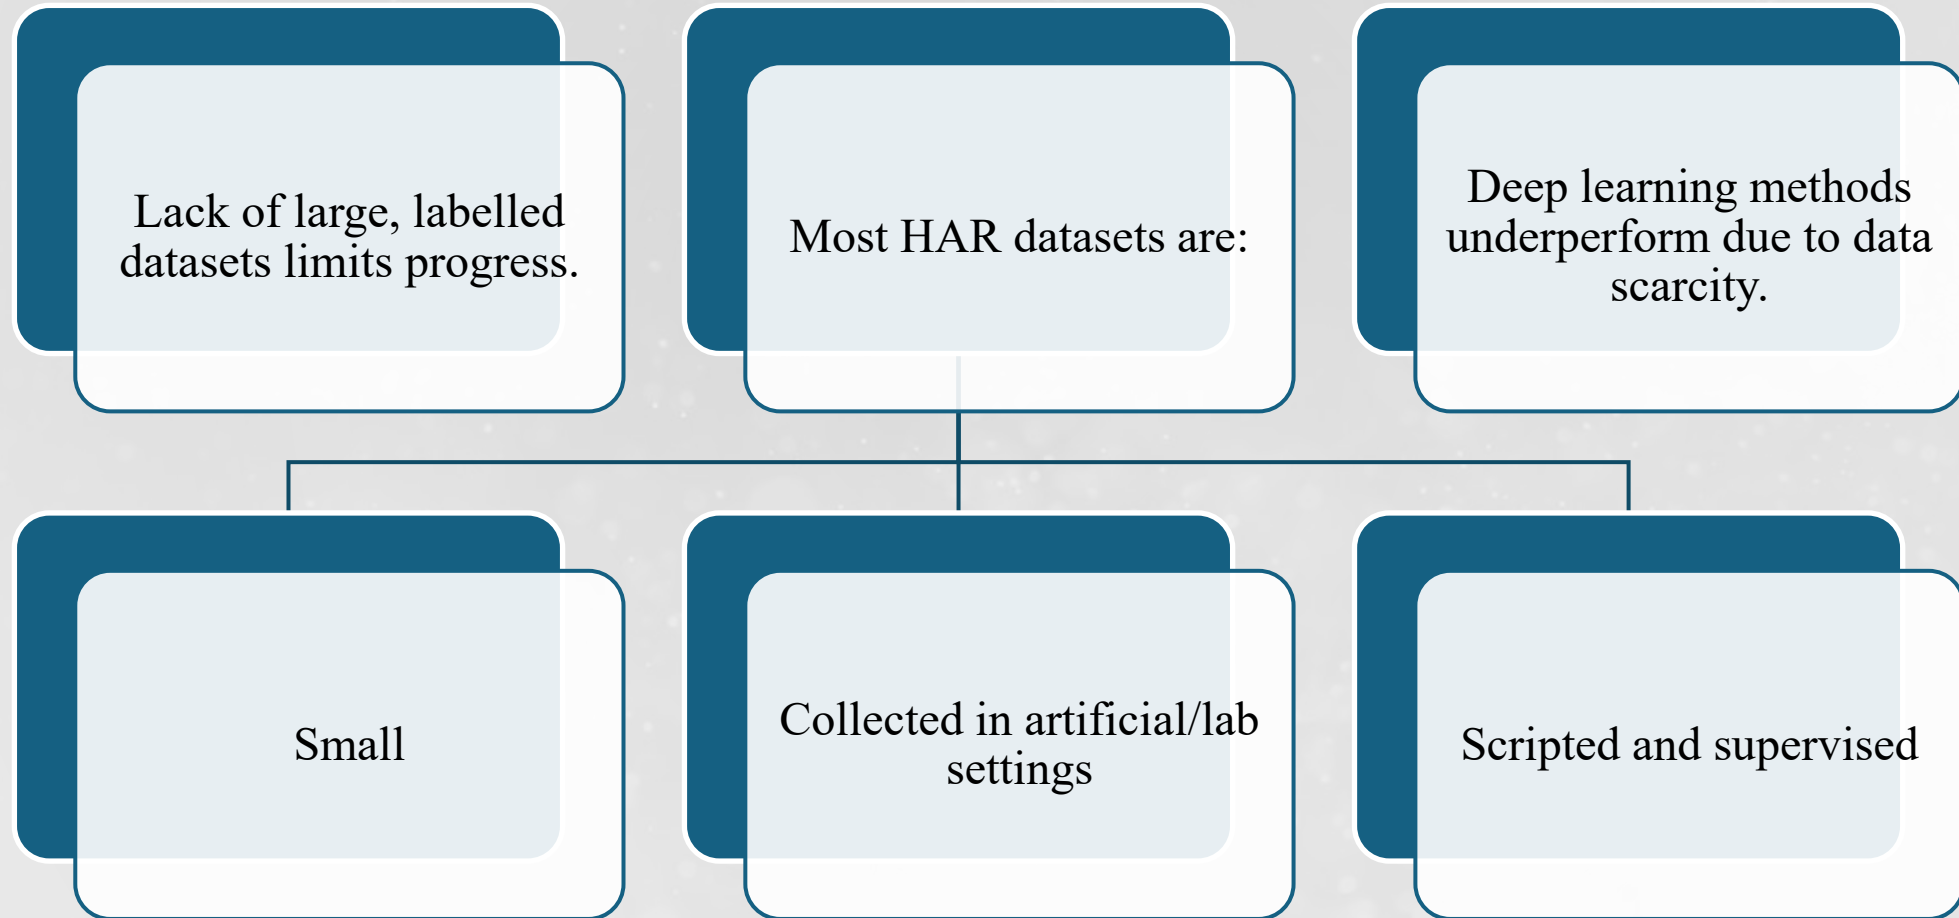 Lack of large, labelled
datasets limits progress.
Most HAR datasets are:
Deep learning methods
underperform due to data
scarcity.
Small
Collected in artificial/lab
settings
Scripted and supervised